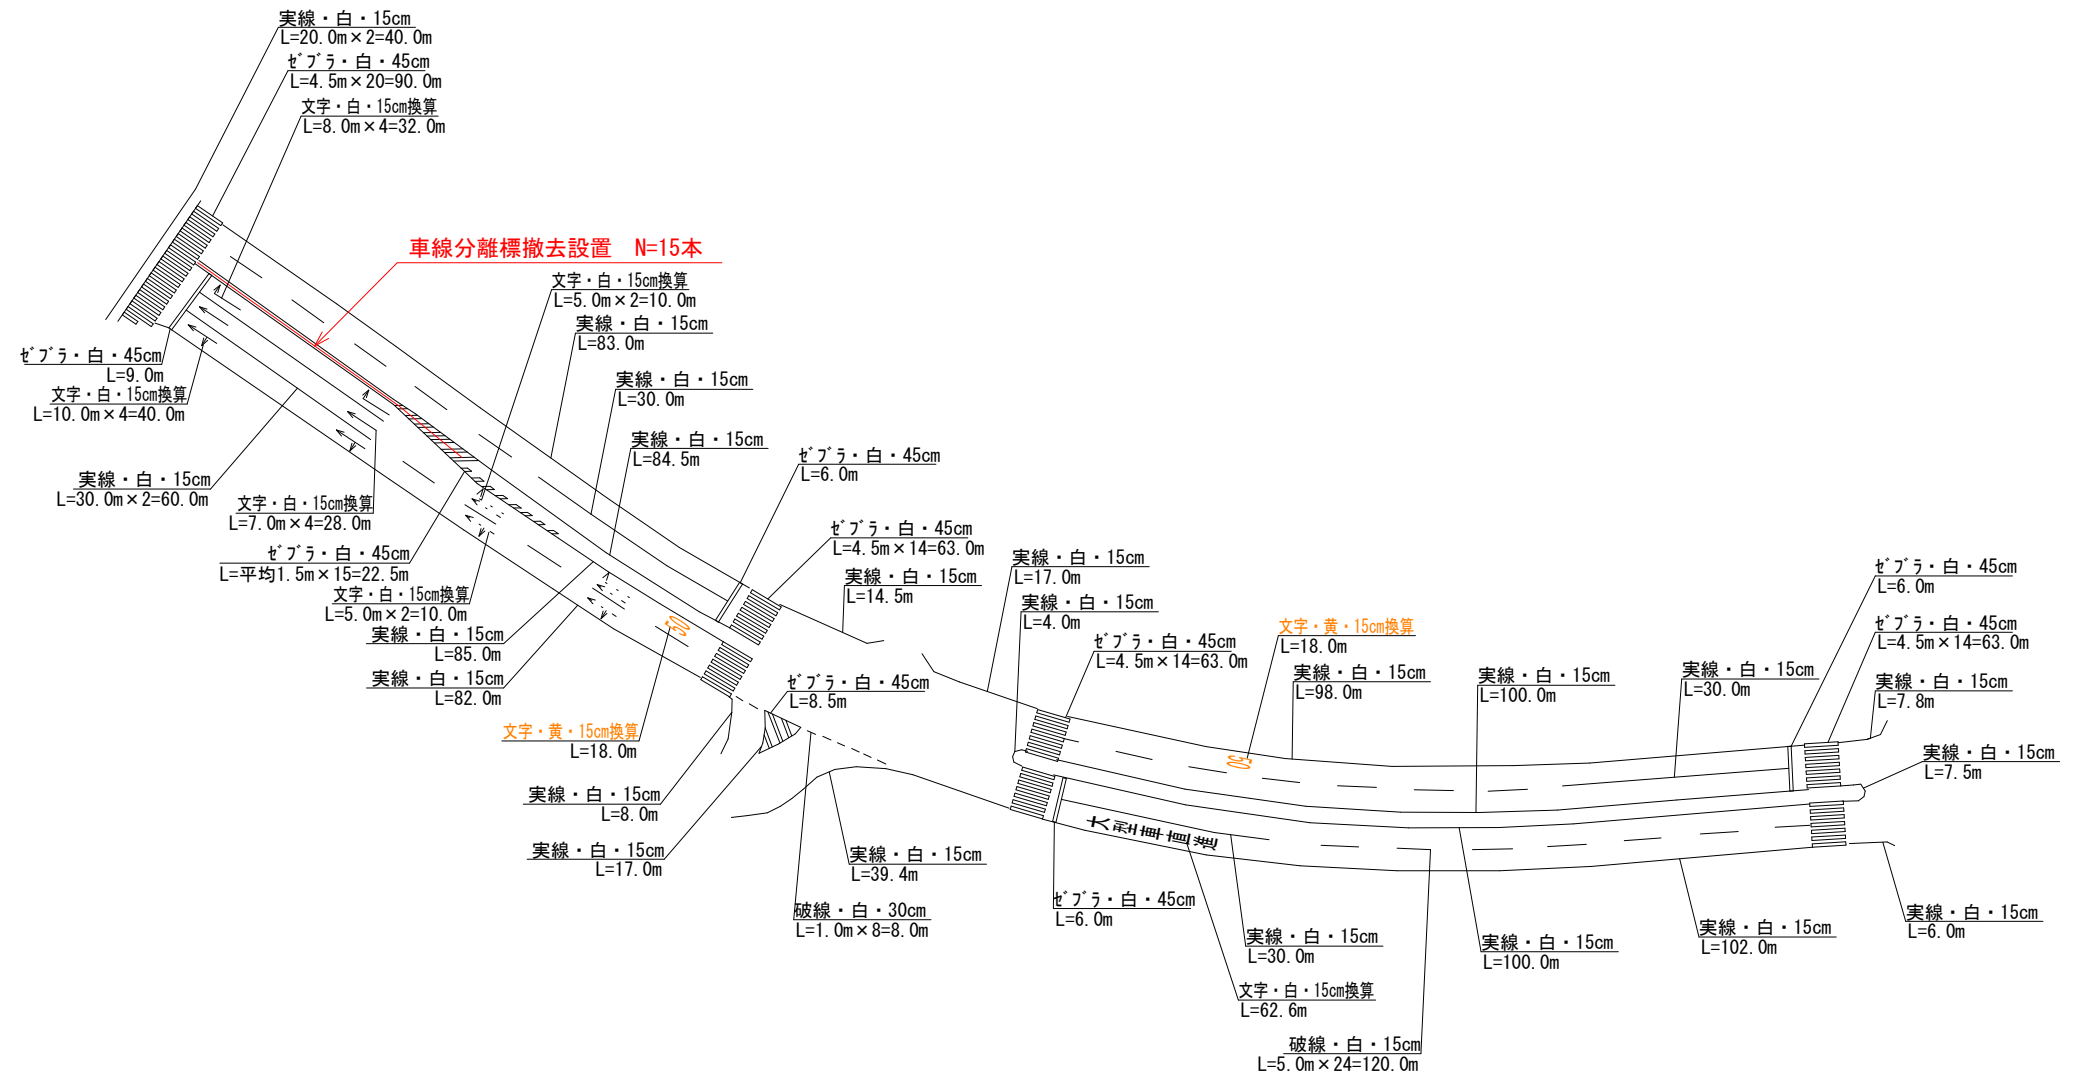 実線・白・15cm
L=20.0m×2=40.0m
ｾﾞﾌﾞﾗ・白・45cm
L=4.5m×20=90.0m
文字・白・15cm換算
L=8.0m×4=32.0m
車線分離標撤去設置　N=15本
文字・白・15cm換算
L=5.0m×2=10.0m
実線・白・15cm
L=83.0m
ｾﾞﾌﾞﾗ・白・45cm
L=9.0m
文字・白・15cm換算
L=10.0m×4=40.0m
実線・白・15cm
L=30.0m
実線・白・15cm
L=84.5m
ｾﾞﾌﾞﾗ・白・45cm
L=6.0m
実線・白・15cm
L=30.0m×2=60.0m
文字・白・15cm換算
L=7.0m×4=28.0m
ｾﾞﾌﾞﾗ・白・45cm
L=4.5m×14=63.0m
ｾﾞﾌﾞﾗ・白・45cm
L=平均1.5m×15=22.5m
実線・白・15cm
L=14.5m
文字・白・15cm換算
L=5.0m×2=10.0m
実線・白・15cm
L=17.0m
実線・白・15cm
L=4.0m
ｾﾞﾌﾞﾗ・白・45cm
L=6.0m
実線・白・15cm
L=85.0m
50
文字・黄・15cm換算
L=18.0m
ｾﾞﾌﾞﾗ・白・45cm
L=4.5m×14=63.0m
ｾﾞﾌﾞﾗ・白・45cm
L=4.5m×14=63.0m
実線・白・15cm
L=82.0m
ｾﾞﾌﾞﾗ・白・45cm
L=8.5m
実線・白・15cm
L=98.0m
実線・白・15cm
L=100.0m
実線・白・15cm
L=30.0m
実線・白・15cm
L=7.8m
文字・黄・15cm換算
L=18.0m
50
実線・白・15cm
L=7.5m
実線・白・15cm
L=8.0m
大型車直進
実線・白・15cm
L=17.0m
実線・白・15cm
L=39.4m
破線・白・30cm
L=1.0m×8=8.0m
ｾﾞﾌﾞﾗ・白・45cm
L=6.0m
実線・白・15cm
L=30.0m
実線・白・15cm
L=100.0m
実線・白・15cm
L=102.0m
実線・白・15cm
L=6.0m
文字・白・15cm換算
L=62.6m
破線・白・15cm
L=5.0m×24=120.0m